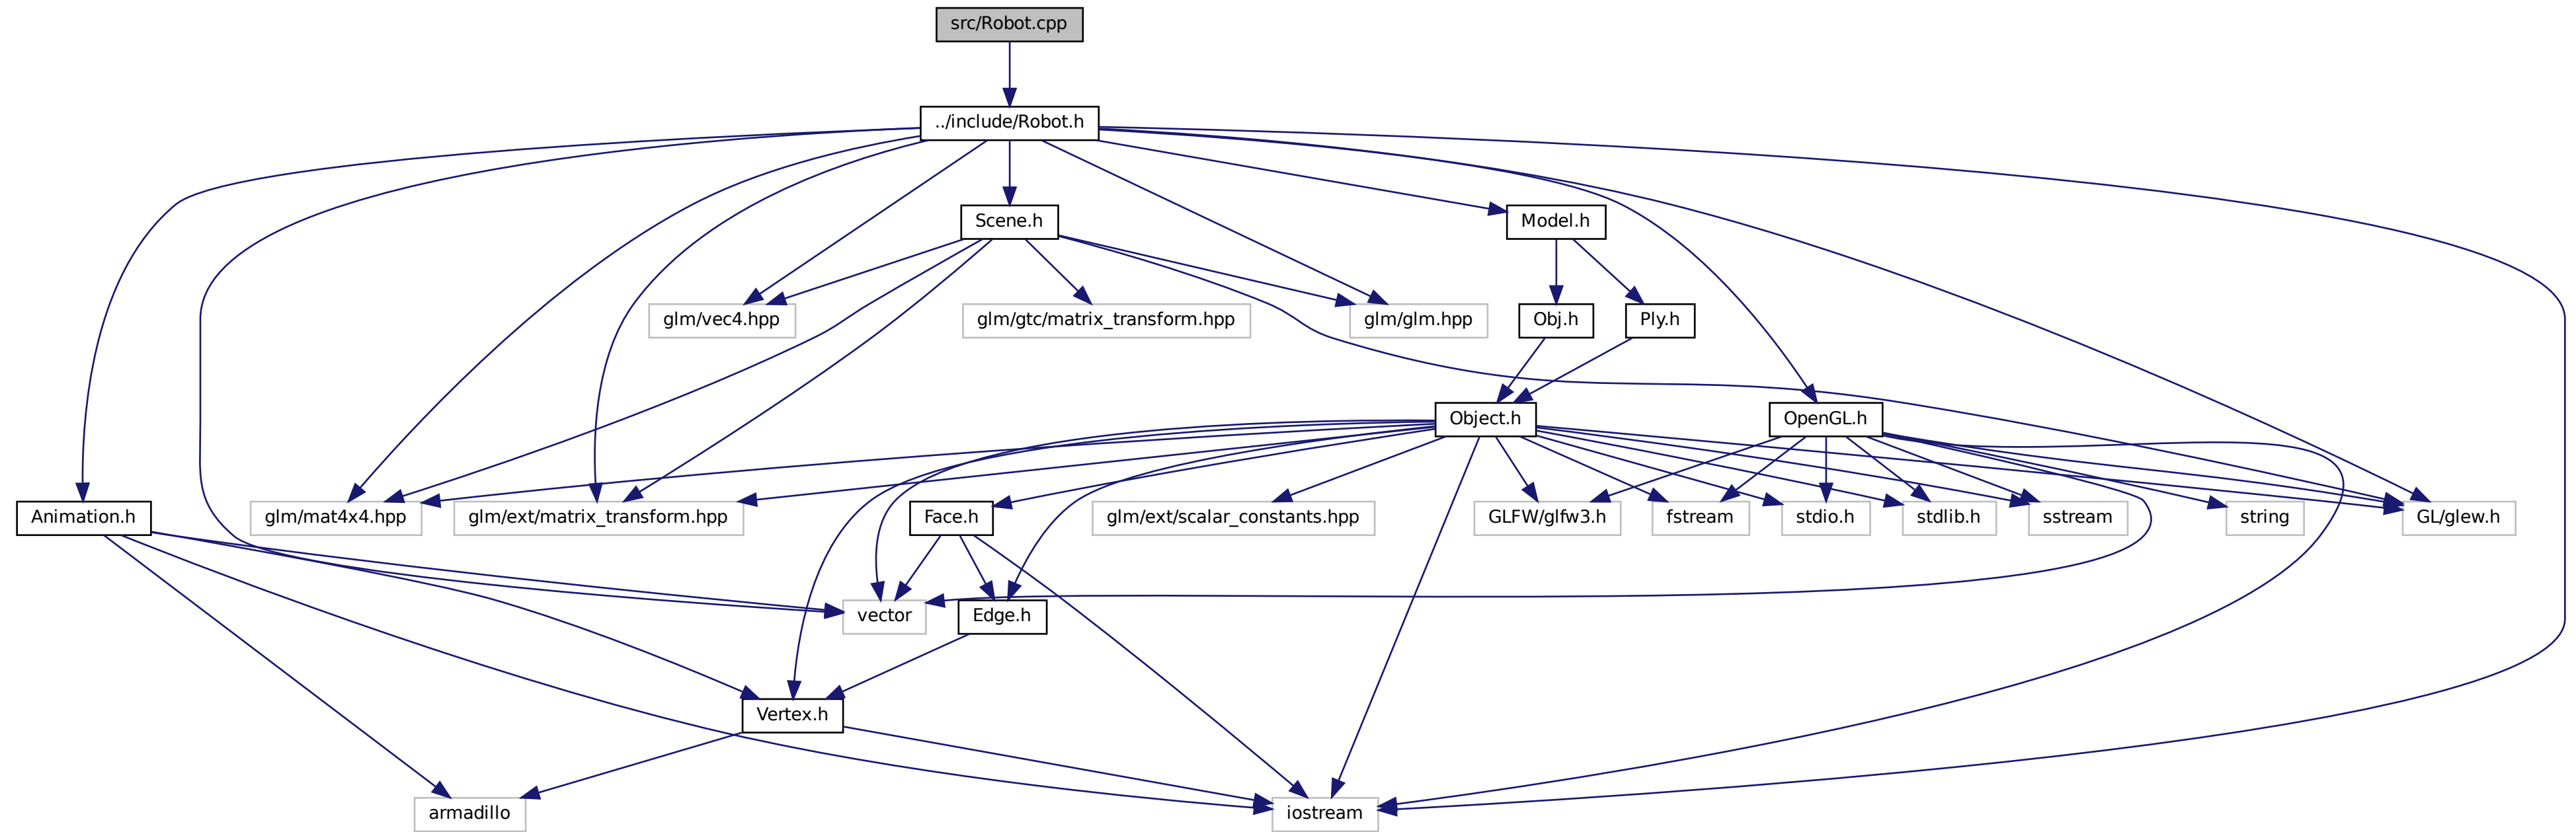 src/Robot.cpp
../include/Robot.h
Scene.h
Model.h
glm/vec4.hpp
glm/gtc/matrix_transform.hpp
glm/glm.hpp
Obj.h
Ply.h
Object.h
OpenGL.h
Animation.h
glm/mat4x4.hpp
glm/ext/matrix_transform.hpp
Face.h
glm/ext/scalar_constants.hpp
GLFW/glfw3.h
fstream
stdio.h
stdlib.h
sstream
string
GL/glew.h
vector
Edge.h
Vertex.h
armadillo
iostream